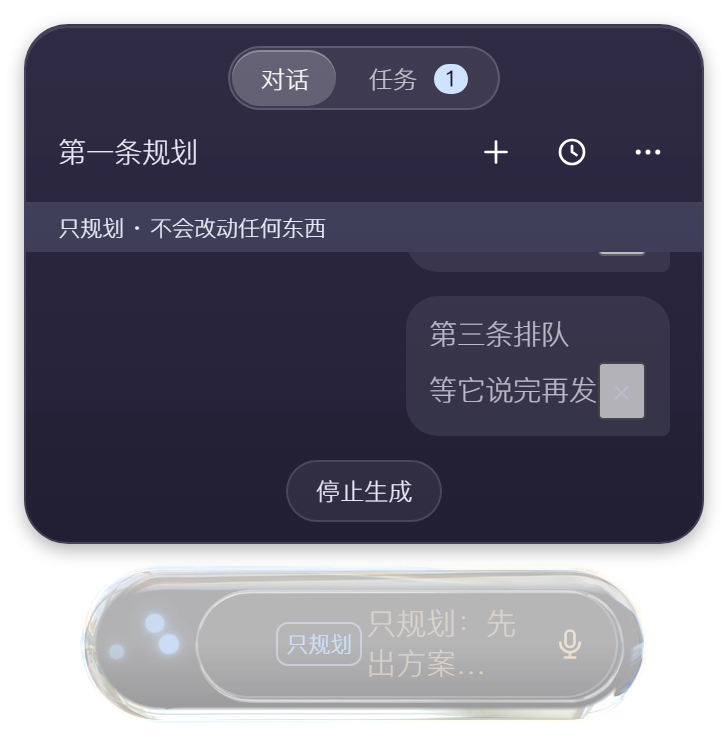 对话
任务 1
第一条规划
只规划 · 不会改动任何东西
第三条排队
等它说完再发 ×
停止生成
只规划
只规划：先
出方案…